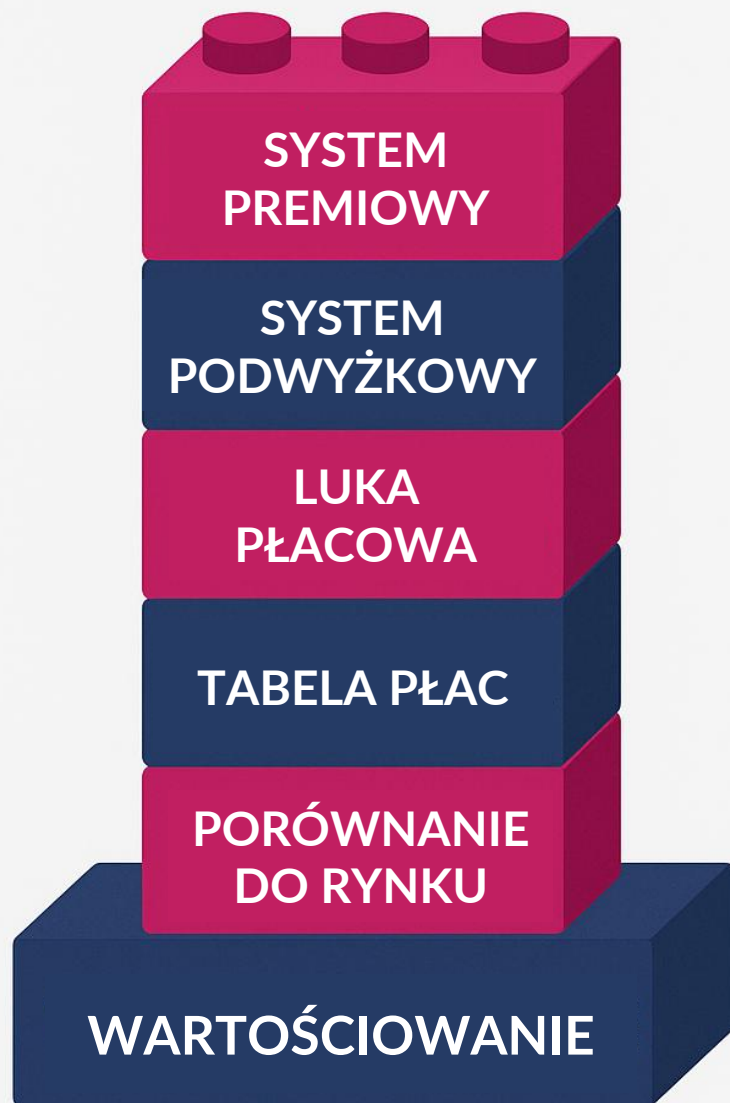 SYSTEM
PREMIOWY
SYSTEM
PODWYŻKOWY
LUKA
PŁACOWA
TABELA PŁAC
PORÓWNANIE
DO RYNKU
WARTOŚCIOWANIE